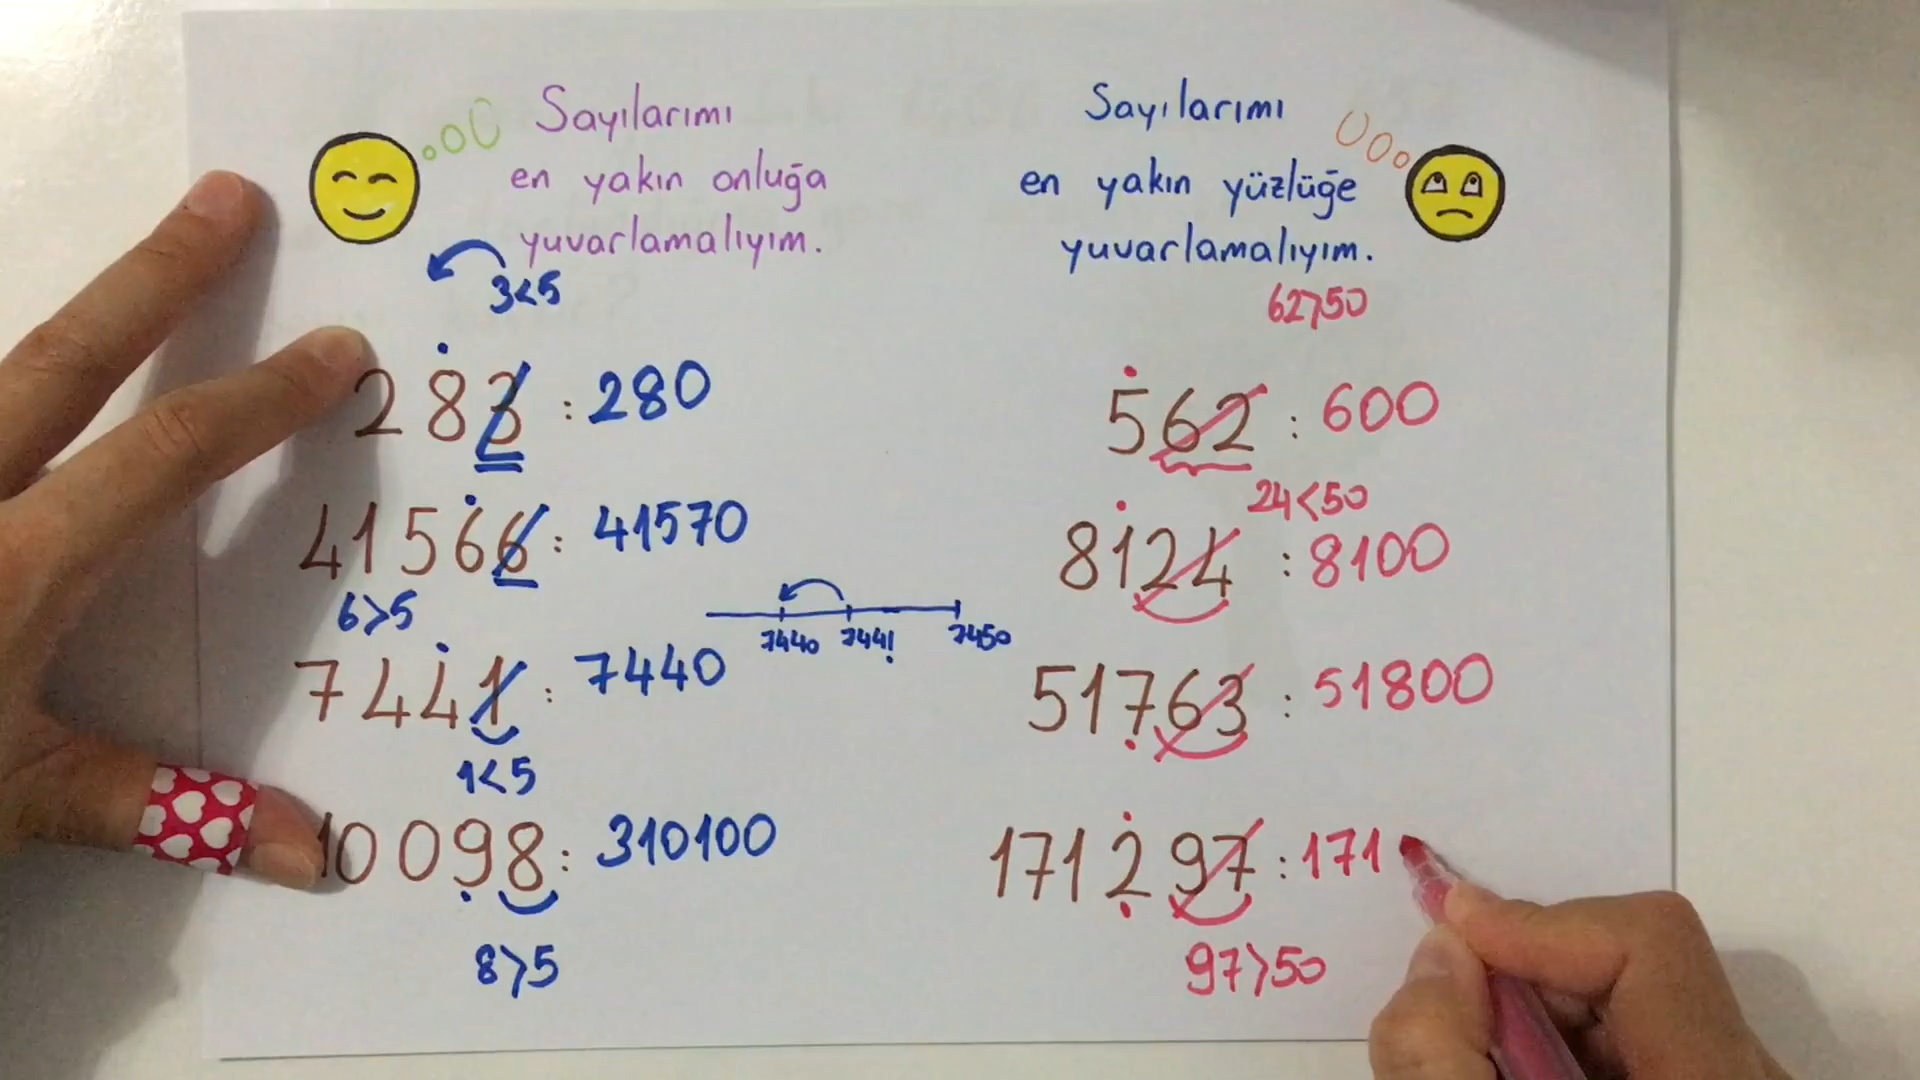 Sayılarımı
en yakın onluğa
yuvarlamalıyım.
3<5
283 : 280
41566 : 41570
6>5
7441 : 7440
1<5
7440 7441 7450
10098 : 310100
8>5
Sayılarımı
en yakın yüzlüğe
yuvarlamalıyım.
62>50
562 : 600
24<50
8124 : 8100
51763 : 51800
171297 : 171
97>50